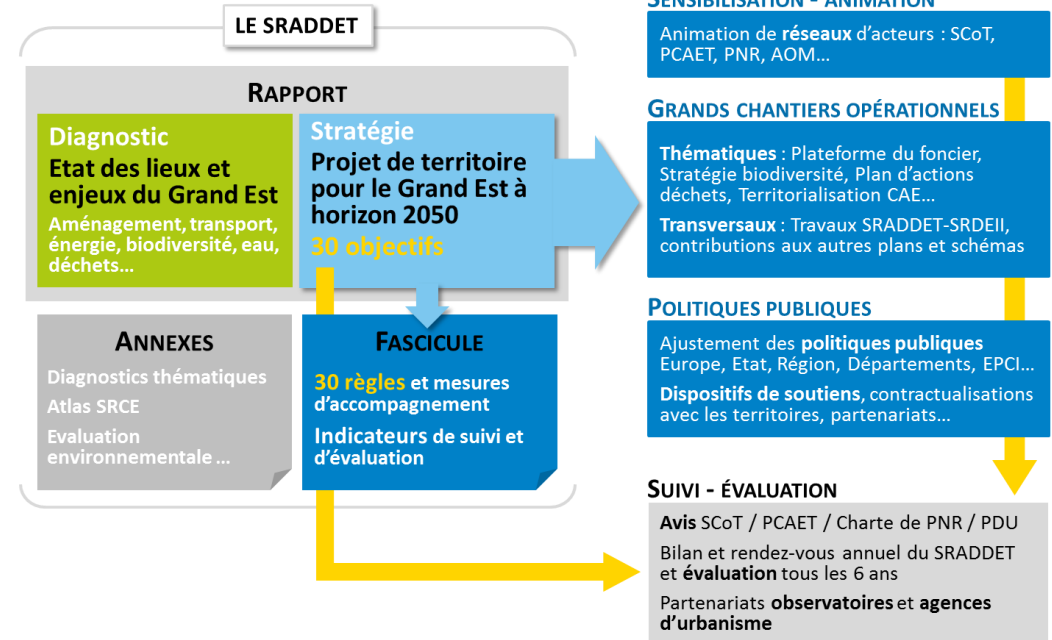 LE SRADDET
RAPPORT
Diagnostic
Etat des lieux et
enjeux du Grand Est
Aménagement, transport,
énergie, biodiversité, eau,
déchets…
Stratégie
Projet de territoire
pour le Grand Est à
horizon 2050
30 objectifs
ANNEXES
Diagnostics thématiques
Atlas SRCE
Evaluation
environnementale …
FASCICULE
30 règles et mesures
d’accompagnement
Indicateurs de suivi et
d’évaluation
SENSIBILISATION - ANIMATION
Animation de réseaux d’acteurs : SCoT,
PCAET, PNR, AOM…
GRANDS CHANTIERS OPÉRATIONNELS
Thématiques : Plateforme du foncier,
Stratégie biodiversité, Plan d’actions
déchets, Territorialisation CAE…
Transversaux : Travaux SRADDET-SRDEII,
contributions aux autres plans et schémas
POLITIQUES PUBLIQUES
Ajustement des politiques publiques
Europe, Etat, Région, Départements, EPCI…
Dispositifs de soutiens, contractualisations
avec les territoires, partenariats…
SUIVI - ÉVALUATION
Avis SCoT / PCAET / Charte de PNR / PDU
Bilan et rendez-vous annuel du SRADDET
et évaluation tous les 6 ans
Partenariats observatoires et agences
d’urbanisme